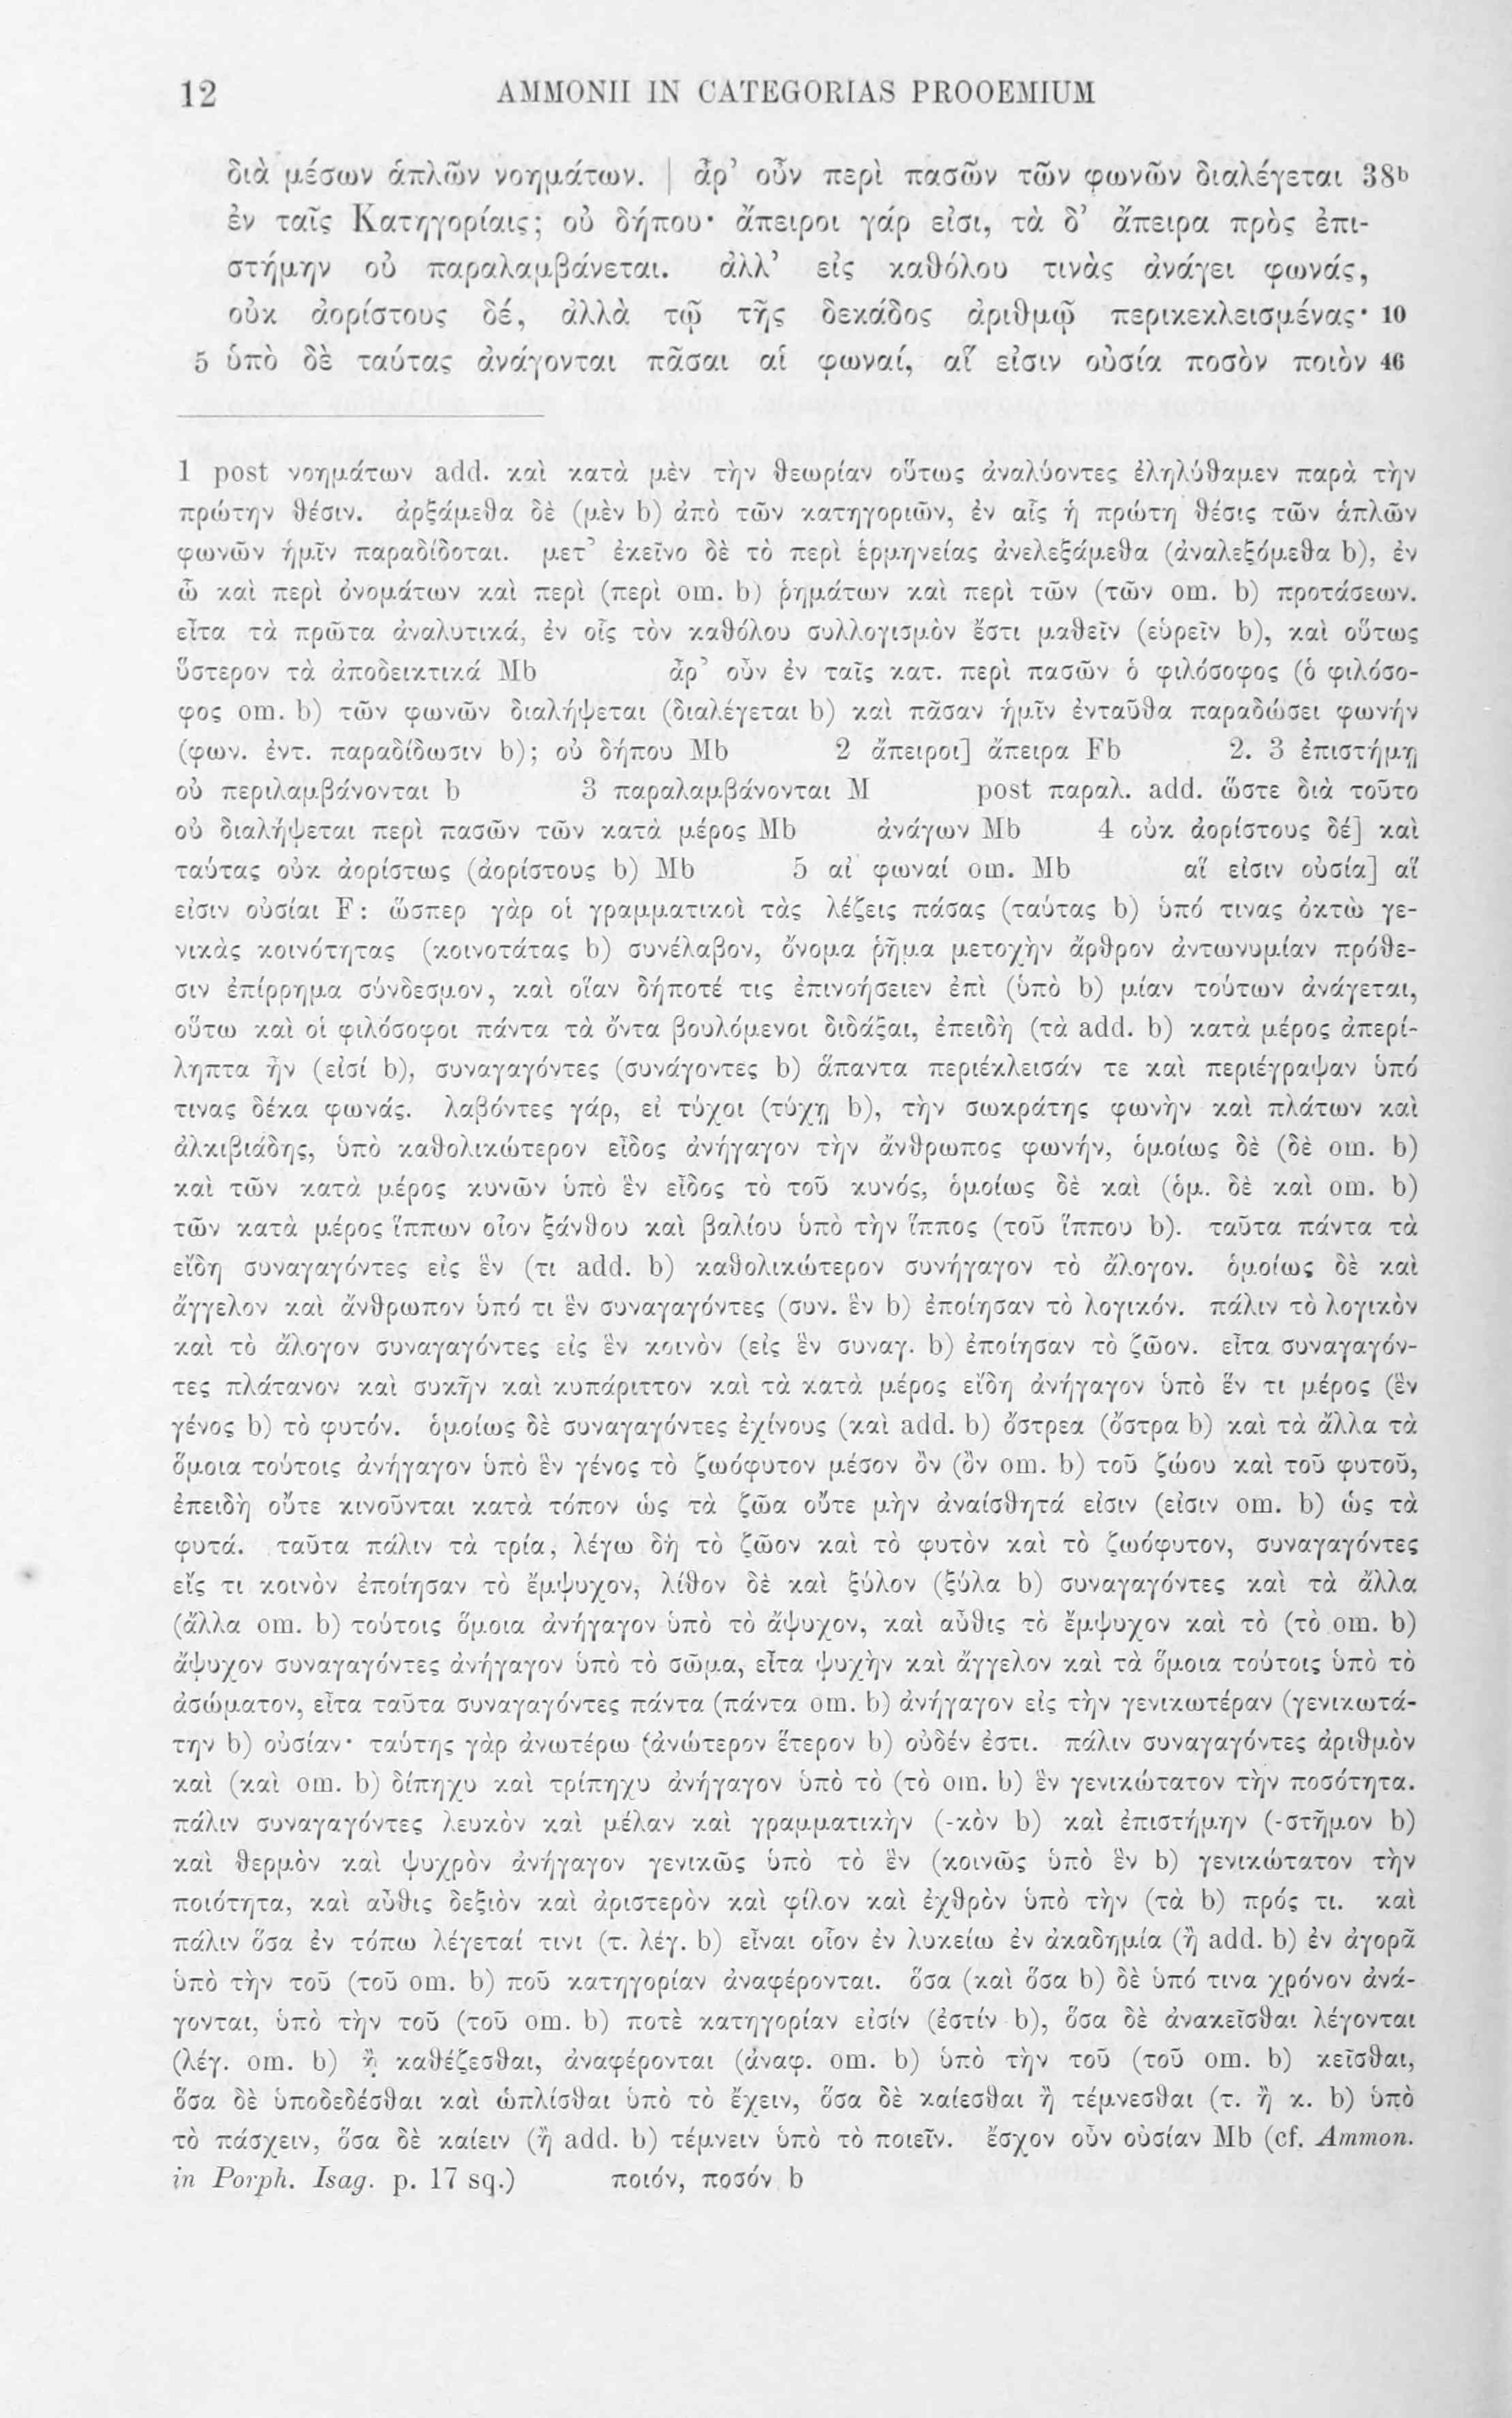 12 AMMONII IN CATEGORIAS PROOEMIUM
διὰ μέσων ἁπλῶν νοημάτων. | ἆρ’ οὖν περὶ πασῶν τῶν φωνῶν διαλέγεται 38b
ἐν ταῖς Κατηγορίαις; οὐ δήπου· ἄπειροι γάρ εἰσι, τὰ δ’ ἄπειρα πρὸς ἐπι-
στήμην οὐ παραλαμβάνεται. ἀλλ’ εἰς καθόλου τινὰς ἀνάγει φωνάς,
οὐκ ἀορίστους δέ, ἀλλὰ τῷ τῆς δεκάδος ἀριθμῷ περικεκλεισμένας· 10
5 ὑπὸ δὲ ταύτας ἀνάγονται πᾶσαι αἱ φωναί, αἵ εἰσιν οὐσία ποσὸν ποιὸν 46
1 post νοημάτων add. καὶ κατὰ μὲν τὴν θεωρίαν οὕτως ἀναλύοντες ἐληλύθαμεν παρὰ τὴν
πρώτην θέσιν. ἀρξάμεθα δὲ (μὲν b) ἀπὸ τῶν κατηγοριῶν, ἐν αἷς ἡ πρώτη θέσις τῶν ἁπλῶν
φωνῶν ἡμῖν παραδίδοται. μετ’ ἐκεῖνο δὲ τὸ περὶ ἑρμηνείας ἀνελεξάμεθα (ἀναλεξόμεθα b), ἐν
ὧ καὶ περὶ ὀνομάτων καὶ περὶ (περὶ om. b) ῥημάτων καὶ περὶ τῶν (τῶν om. b) προτάσεων.
εἶτα τὰ πρῶτα ἀναλυτικά, ἐν οἷς τὸν καθόλου συλλογισμὸν ἔστι μαθεῖν (εὑρεῖν b), καὶ οὕτως
ὕστερον τὰ ἀποδεικτικά Mb ἆρ’ οὖν ἐν ταῖς κατ. περὶ πασῶν ὁ φιλόσοφος (ὁ φιλόσο-
φος om. b) τῶν φωνῶν διαλήψεται (διαλέγεται b) καὶ πᾶσαν ἡμῖν ἐνταῦθα παραδώσει φωνήν
(φων. ἐντ. παραδίδωσιν b); οὐ δήπου Mb 2 ἄπειροι] ἄπειρα Fb 2. 3 ἐπιστήμῃ
οὐ περιλαμβάνονται b 3 παραλαμβάνονται M post παραλ. add. ὥστε διὰ τοῦτο
οὐ διαλήψεται περὶ πασῶν τῶν κατὰ μέρος Mb ἀνάγων Mb 4 οὐκ ἀορίστους δέ] καὶ
ταύτας οὐκ ἀορίστως (ἀορίστους b) Mb 5 αἱ φωναί om. Mb αἵ εἰσιν οὐσία] αἵ
εἰσιν οὐσίαι F: ὥσπερ γὰρ οἱ γραμματικοὶ τὰς λέξεις πάσας (ταύτας b) ὑπό τινας ὀκτὼ γε-
νικὰς κοινότητας (κοινοτάτας b) συνέλαβον, ὄνομα ῥῆμα μετοχὴν ἄρθρον ἀντωνυμίαν πρόθε-
σιν ἐπίρρημα σύνδεσμον, καὶ οἵαν δήποτέ τις ἐπινοήσειεν ἐπὶ (ὑπὸ b) μίαν τούτων ἀνάγεται,
οὕτω καὶ οἱ φιλόσοφοι πάντα τὰ ὄντα βουλόμενοι διδάξαι, ἐπειδὴ (τὰ add. b) κατὰ μέρος ἀπερί-
ληπτα ἦν (εἰσί b), συναγαγόντες (συνάγοντες b) ἅπαντα περιέκλεισάν τε καὶ περιέγραψαν ὑπό
τινας δέκα φωνάς. λαβόντες γάρ, εἰ τύχοι (τύχῃ b), τὴν σωκράτης φωνὴν καὶ πλάτων καὶ
ἀλκιβιάδης, ὑπὸ καθολικώτερον εἶδος ἀνήγαγον τὴν ἄνθρωπος φωνήν, ὁμοίως δὲ (δὲ om. b)
καὶ τῶν κατὰ μέρος κυνῶν ὑπὸ ἓν εἶδος τὸ τοῦ κυνός, ὁμοίως δὲ καὶ (ὁμ. δὲ καὶ om. b)
τῶν κατὰ μέρος ἵππων οἷον ξάνθου καὶ βαλίου ὑπὸ τὴν ἵππος (τοῦ ἵππου b). ταῦτα πάντα τὰ
εἴδη συναγαγόντες εἰς ἓν (τι add. b) καθολικώτερον συνήγαγον τὸ ἄλογον. ὁμοίως δὲ καὶ
ἄγγελον καὶ ἄνθρωπον ὑπό τι ἓν συναγαγόντες (συν. ἓν b) ἐποίησαν τὸ λογικόν. πάλιν τὸ λογικὸν
καὶ τὸ ἄλογον συναγαγόντες εἰς ἓν κοινὸν (εἰς ἓν συναγ. b) ἐποίησαν τὸ ζῶον. εἶτα συναγαγόν-
τες πλάτανον καὶ συκῆν καὶ κυπάριττον καὶ τὰ κατὰ μέρος εἴδη ἀνήγαγον ὑπὸ ἕν τι μέρος (ἓν
γένος b) τὸ φυτόν. ὁμοίως δὲ συναγαγόντες ἐχίνους (καὶ add. b) ὄστρεα (ὄστρα b) καὶ τὰ ἄλλα τὰ
ὅμοια τούτοις ἀνήγαγον ὑπὸ ἓν γένος τὸ ζωόφυτον μέσον ὂν (ὂν om. b) τοῦ ζώου καὶ τοῦ φυτοῦ,
ἐπειδὴ οὔτε κινοῦνται κατὰ τόπον ὡς τὰ ζῶα οὔτε μὴν ἀναίσθητά εἰσιν (εἰσιν om. b) ὡς τὰ
φυτά. ταῦτα πάλιν τὰ τρία, λέγω δὴ τὸ ζῶον καὶ τὸ φυτὸν καὶ τὸ ζωόφυτον, συναγαγόντες
εἴς τι κοινὸν ἐποίησαν τὸ ἔμψυχον, λίθον δὲ καὶ ξύλον (ξύλα b) συναγαγόντες καὶ τὰ ἄλλα
(ἄλλα om. b) τούτοις ὅμοια ἀνήγαγον ὑπὸ τὸ ἄψυχον, καὶ αὖθις τὸ ἔμψυχον καὶ τὸ (τὸ om. b)
ἄψυχον συναγαγόντες ἀνήγαγον ὑπὸ τὸ σῶμα, εἶτα ψυχὴν καὶ ἄγγελον καὶ τὰ ὅμοια τούτοις ὑπὸ τὸ
ἀσώματον, εἶτα ταῦτα συναγαγόντες πάντα (πάντα om. b) ἀνήγαγον εἰς τὴν γενικωτέραν (γενικωτά-
την b) οὐσίαν· ταύτης γὰρ ἀνωτέρω (ἀνώτερον ἕτερον b) οὐδέν ἐστι. πάλιν συναγαγόντες ἀριθμὸν
καὶ (καὶ om. b) δίπηχυ καὶ τρίπηχυ ἀνήγαγον ὑπὸ τὸ (τὸ om. b) ἓν γενικώτατον τὴν ποσότητα.
πάλιν συναγαγόντες λευκὸν καὶ μέλαν καὶ γραμματικὴν (-κὸν b) καὶ ἐπιστήμην (-στῆμον b)
καὶ θερμὸν καὶ ψυχρὸν ἀνήγαγον γενικῶς ὑπὸ τὸ ἓν (κοινῶς ὑπὸ ἓν b) γενικώτατον τὴν
ποιότητα, καὶ αὖθις δεξιὸν καὶ ἀριστερὸν καὶ φίλον καὶ ἐχθρὸν ὑπὸ τὴν (τὰ b) πρός τι. καὶ
πάλιν ὅσα ἐν τόπω λέγεταί τινι (τ. λέγ. b) εἶναι οἷον ἐν λυκείω ἐν ἀκαδημία (ἢ add. b) ἐν ἀγορᾶ
ὑπὸ τὴν τοῦ (τοῦ om. b) ποῦ κατηγορίαν ἀναφέρονται. ὅσα (καὶ ὅσα b) δὲ ὑπό τινα χρόνον ἀνά-
γονται, ὑπὸ τὴν τοῦ (τοῦ om. b) ποτὲ κατηγορίαν εἰσίν (ἐστίν b), ὅσα δὲ ἀνακεῖσθαι λέγονται
(λέγ. om. b) ἢ καθέζεσθαι, ἀναφέρονται (ἀναφ. om. b) ὑπὸ τὴν τοῦ (τοῦ om. b) κεῖσθαι,
ὅσα δὲ ὑποδεδέσθαι καὶ ὡπλίσθαι ὑπὸ τὸ ἔχειν, ὅσα δὲ καίεσθαι ἢ τέμνεσθαι (τ. ἢ κ. b) ὑπὸ
τὸ πάσχειν, ὅσα δὲ καίειν (ἢ add. b) τέμνειν ὑπὸ τὸ ποιεῖν. ἔσχον οὖν οὐσίαν Mb (cf. Ammon.
in Porph. Isag. p. 17 sq.) ποιόν, ποσόν b